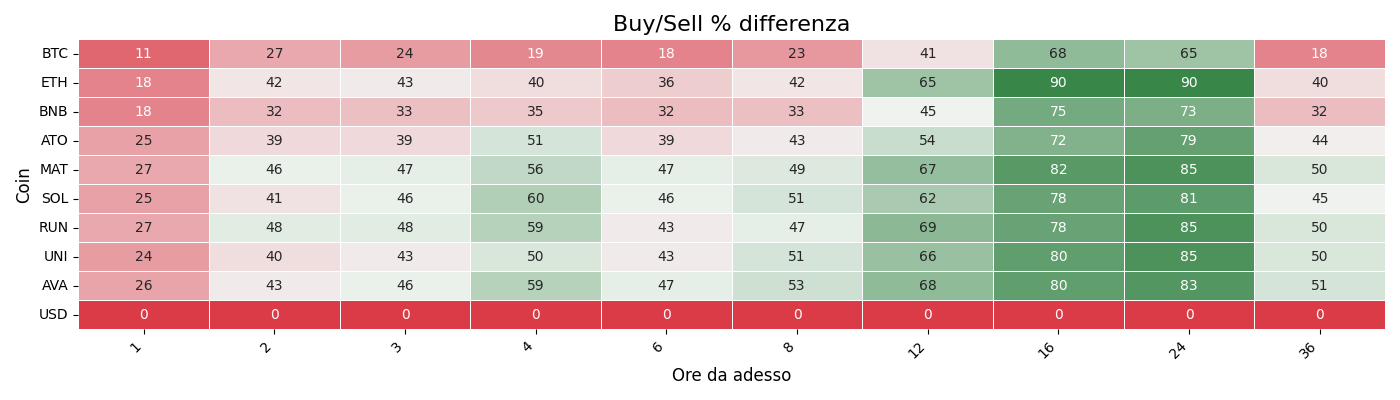 Buy/Sell % differenza
Coin
BTC 11 27 24 19 18 23 41 68 65 18
ETH 18 42 43 40 36 42 65 90 90 40
BNB 18 32 33 35 32 33 45 75 73 32
ATO 25 39 39 51 39 43 54 72 79 44
MAT 27 46 47 56 47 49 67 82 85 50
SOL 25 41 46 60 46 51 62 78 81 45
RUN 27 48 48 59 43 47 69 78 85 50
UNI 24 40 43 50 43 51 66 80 85 50
AVA 26 43 46 59 47 53 68 80 83 51
USD 0 0 0 0 0 0 0 0 0 0
1 2 3 4 6 8 12 16 24 36
Ore da adesso